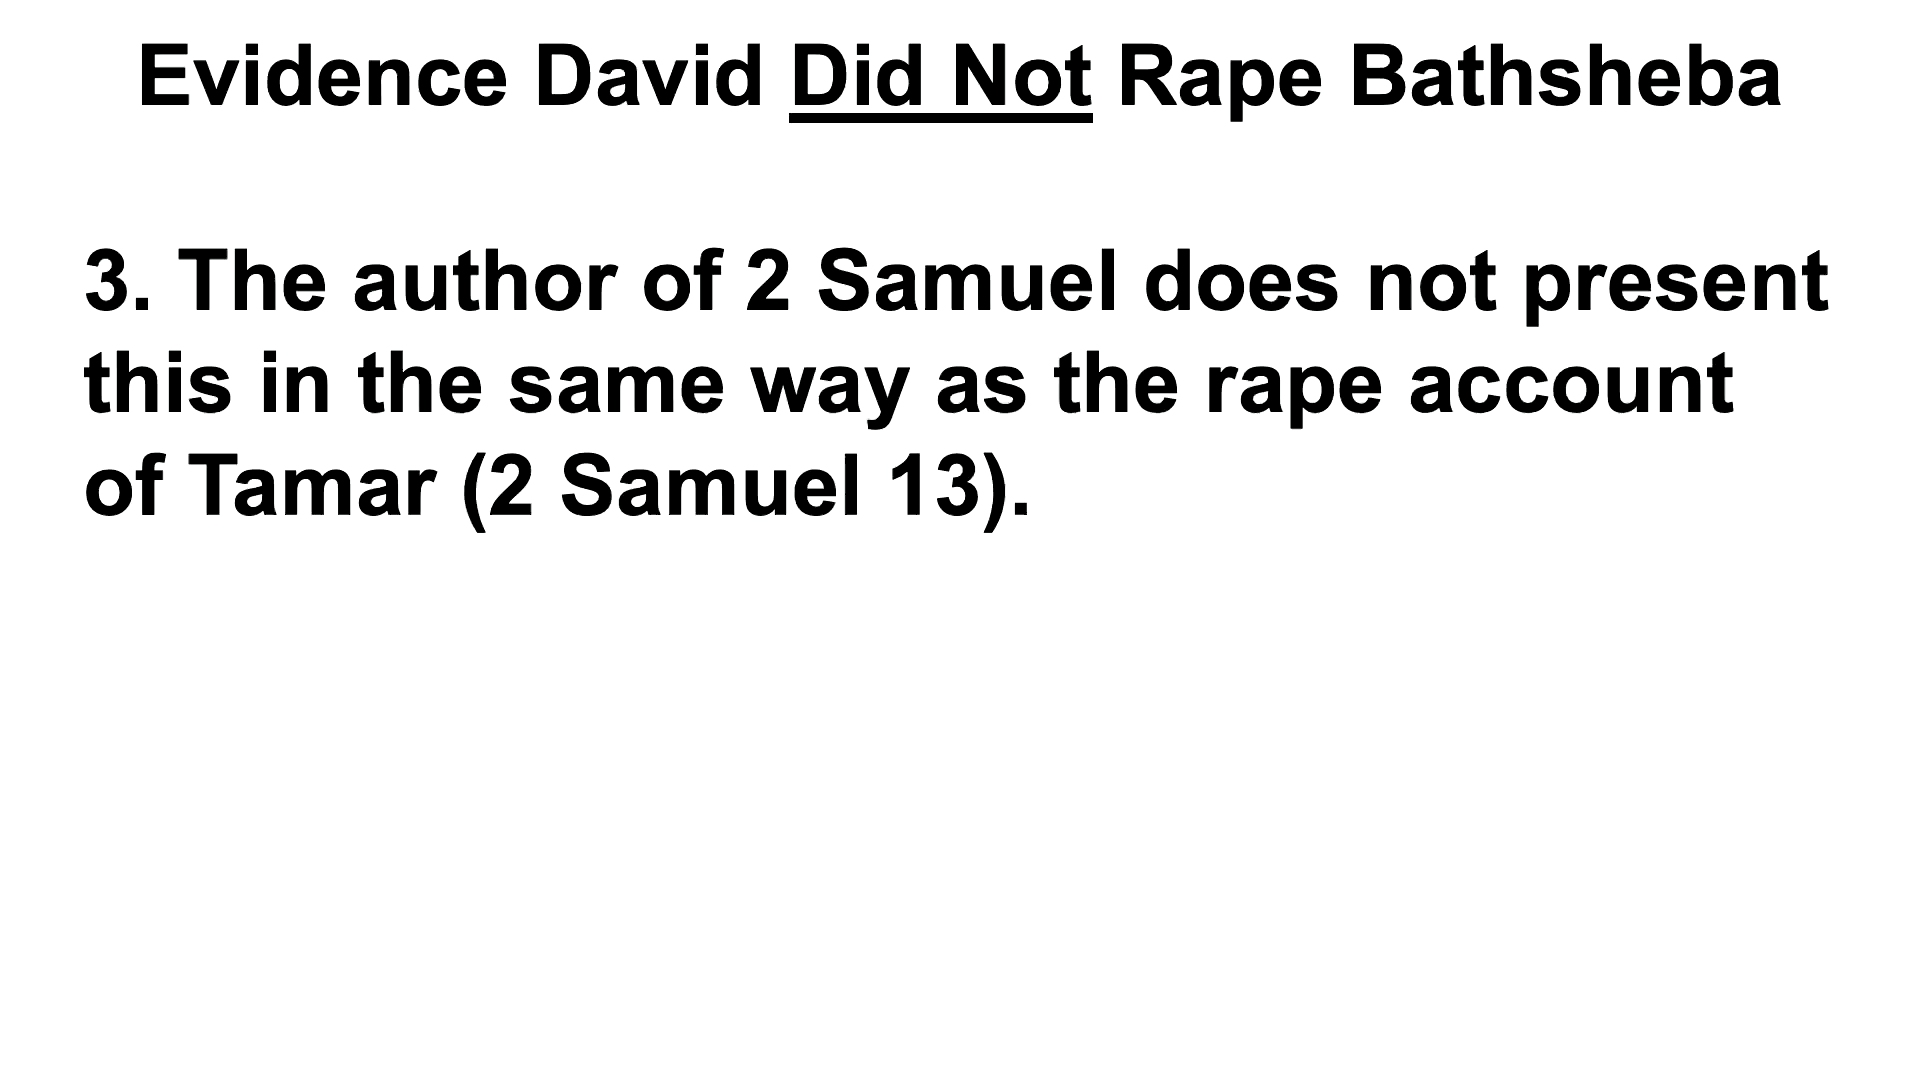 Evidence David Did Not Rape Bathsheba
3. The author of 2 Samuel does not present
this in the same way as the rape account
of Tamar (2 Samuel 13).